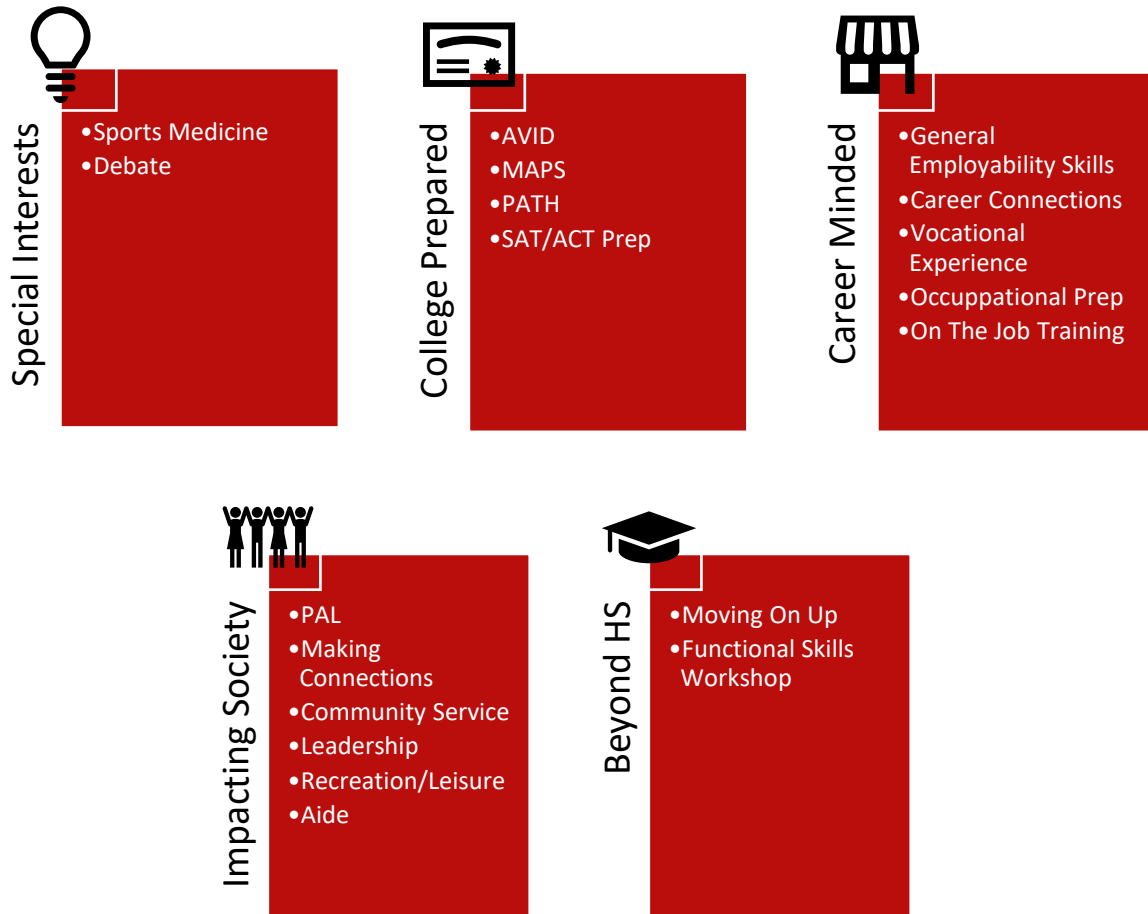 Special Interests
•Sports Medicine
•Debate
College Prepared
•AVID
•MAPS
•PATH
•SAT/ACT Prep
Career Minded
•General
Employability Skills
•Career Connections
•Vocational
Experience
•Occuppational Prep
•On The Job Training
Impacting Society
•PAL
•Making
Connections
•Community Service
•Leadership
•Recreation/Leisure
•Aide
Beyond HS
•Moving On Up
•Functional Skills
Workshop